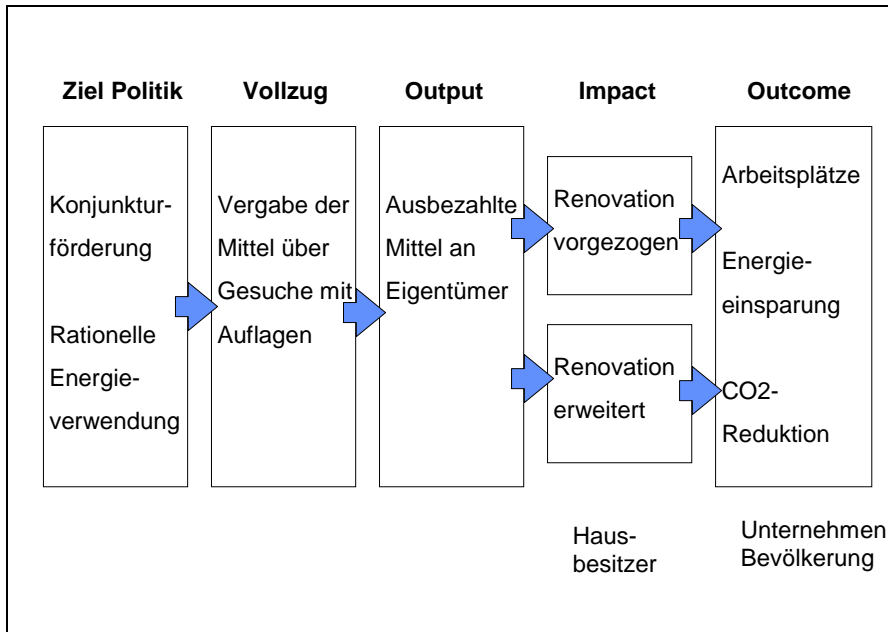 Ziel Politik
Vollzug
Output
Impact
Outcome
Konjunktur-
förderung
Rationelle
Energie-
verwendung
Vergabe der
Mittel über
Gesuche mit
Auflagen
Ausbezahlte
Mittel an
Eigentümer
Renovation
vorgezogen
Renovation
erweitert
Arbeitsplätze
Energie-
einsparung
CO2-
Reduktion
Haus-
besitzer
Unternehmen
Bevölkerung